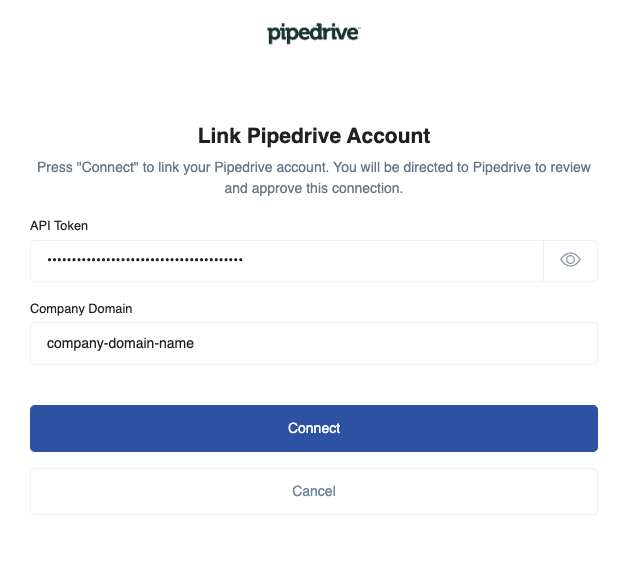 pipedrive™
Link Pipedrive Account
Press "Connect" to link your Pipedrive account. You will be directed to Pipedrive to review
and approve this connection.
API Token
••••••••••••••••••••••••••••••••••••••••
Company Domain
company-domain-name
Connect
Cancel